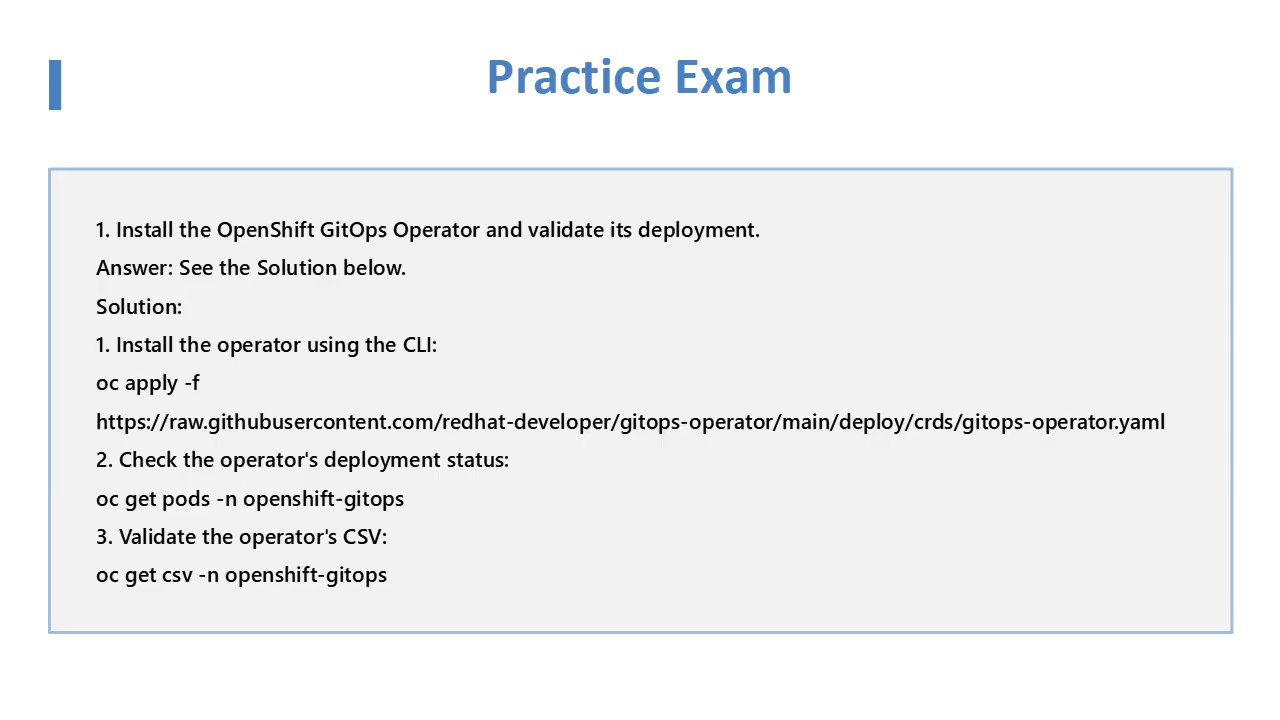 Practice Exam
1. Install the OpenShift GitOps Operator and validate its deployment.
Answer: See the Solution below.
Solution:
1. Install the operator using the CLI:
oc apply -f
https://raw.githubusercontent.com/redhat-developer/gitops-operator/main/deploy/crds/gitops-operator.yaml
2. Check the operator's deployment status:
oc get pods -n openshift-gitops
3. Validate the operator's CSV:
oc get csv -n openshift-gitops